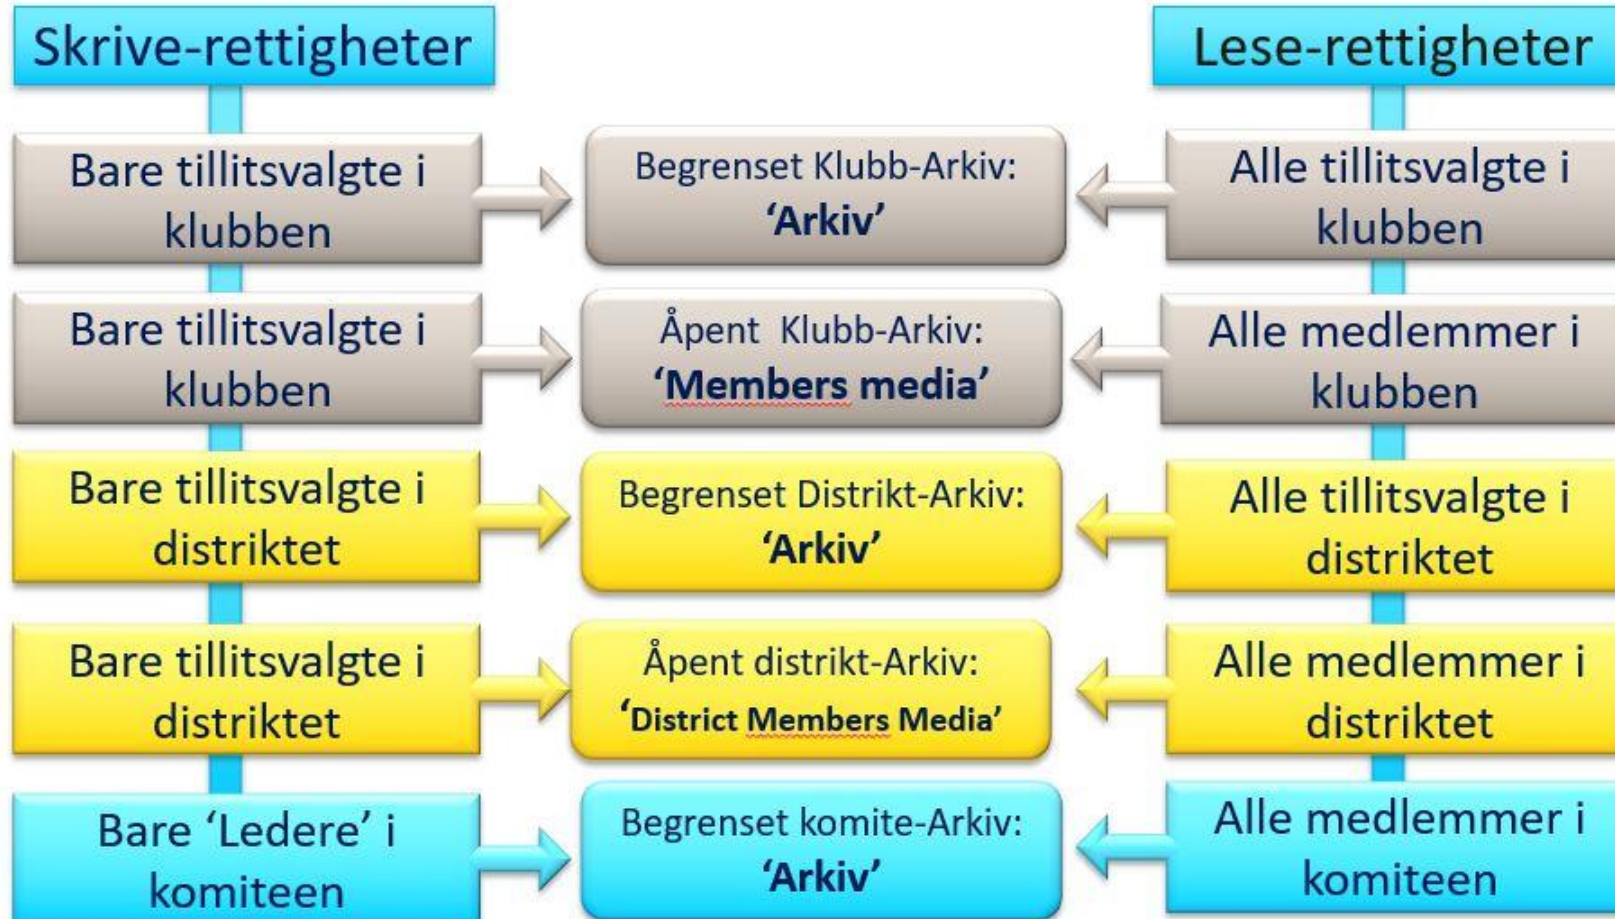 Skrive-rettigheter
Lese-rettigheter
Bare tillitsvalgte i
klubben
Begrenset Klubb-Arkiv:
‘Arkiv’
Alle tillitsvalgte i
klubben
Bare tillitsvalgte i
klubben
Åpent  Klubb-Arkiv:
‘Members media’
Alle medlemmer i
klubben
Bare tillitsvalgte i
distriktet
Begrenset Distrikt-Arkiv:
‘Arkiv’
Alle tillitsvalgte i
distriktet
Bare tillitsvalgte i
distriktet
Åpent distrikt-Arkiv:
‘District Members Media’
Alle medlemmer i
distriktet
Bare ‘Ledere’ i
komiteen
Begrenset komite-Arkiv:
‘Arkiv’
Alle medlemmer i
komiteen